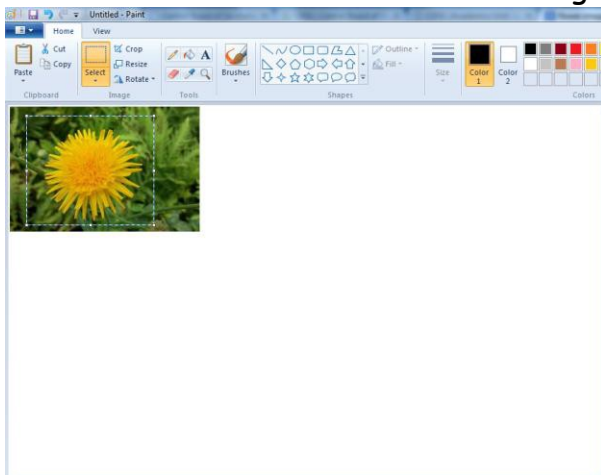 g
Untitled - Paint
Home View
Cut
Copy
Paste
Clipboard
Select
Crop
Resize
Rotate
Image
A
Tools
Brushes
Outline
Fill
Shapes
Size
Color 1
Color 2
Colors